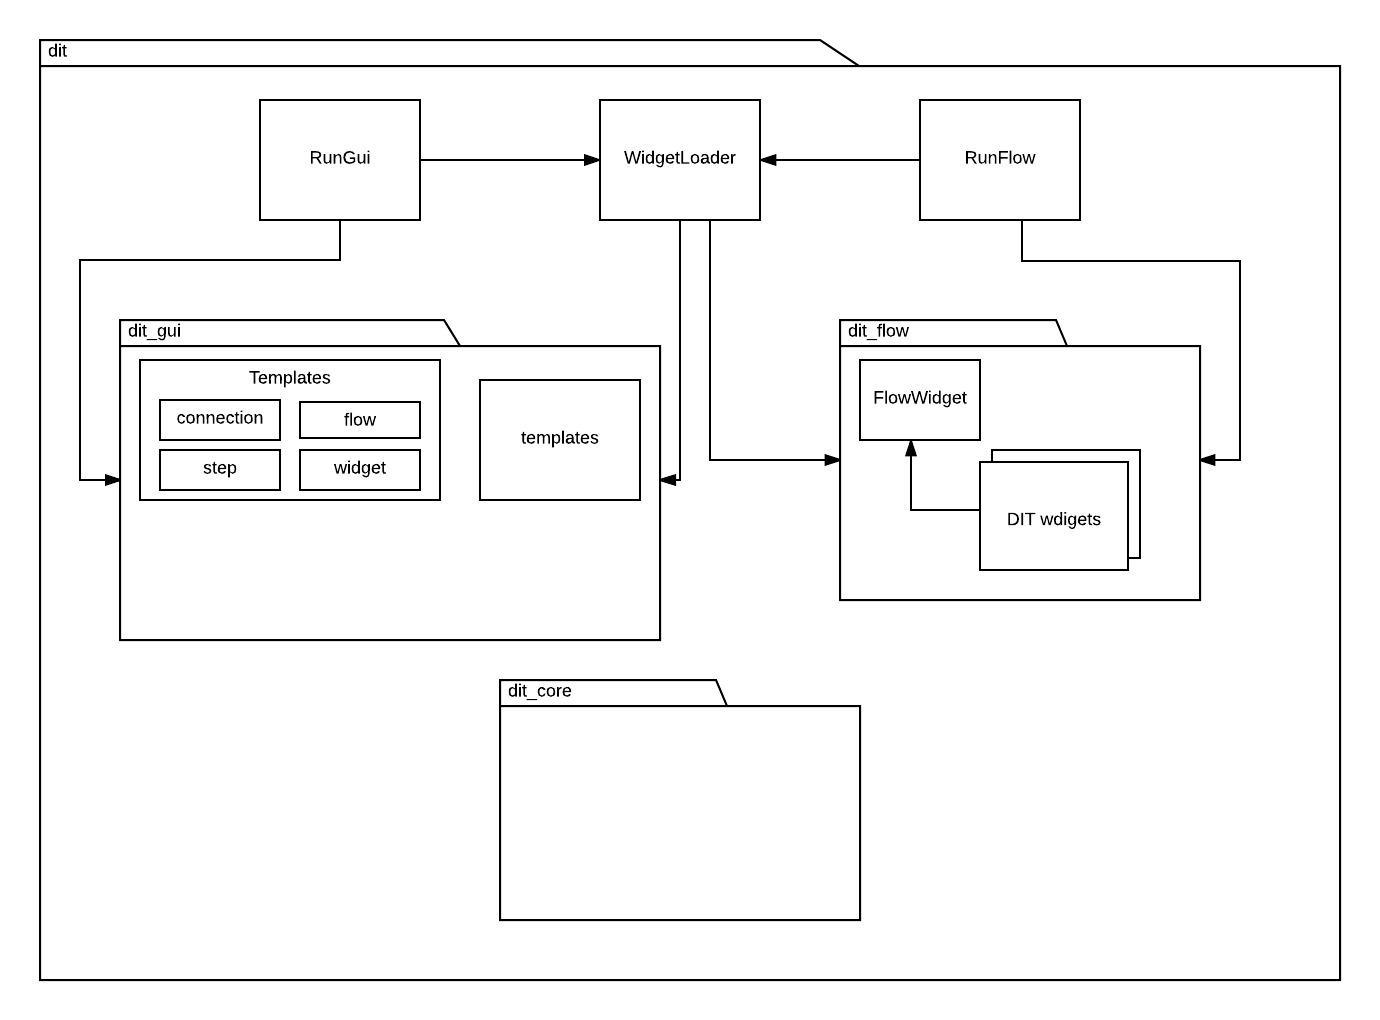 dit
RunGui
WidgetLoader
RunFlow
dit_gui
Templates
connection
flow
step
widget
templates
dit_flow
FlowWidget
DIT wdigets
dit_core